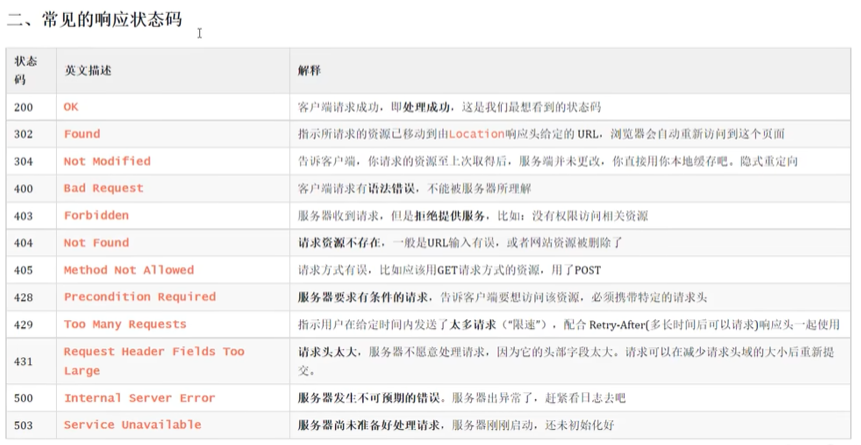 二、常见的响应状态码
状态码 英文描述 解释
200 OK 客户端请求成功，即处理成功，这是我们最想看到的状态码
302 Found 指示所请求的资源已移动到由Location响应头给定的 URL，浏览器会自动重新访问到这个页面
304 Not Modified 告诉客户端，你请求的资源至上次取得后，服务端并未更改，你直接用你本地缓存吧。隐式重定向
400 Bad Request 客户端请求有语法错误，不能被服务器所理解
403 Forbidden 服务器收到请求，但是拒绝提供服务，比如：没有权限访问相关资源
404 Not Found 请求资源不存在，一般是URL输入有误，或者网站资源被删除了
405 Method Not Allowed 请求方式有误，比如应该用GET请求方式的资源，用了POST
428 Precondition Required 服务器要求有条件的请求，告诉客户端要想访问该资源，必须携带特定的请求头
429 Too Many Requests 指示用户在给定时间内发送了太多请求（“限速”），配合 Retry-After(多长时间后可以请求)响应头一起使用
431 Request Header Fields Too Large 请求头太大，服务器不愿意处理请求，因为它的头部字段太大。请求可以在减少请求头域的大小后重新提交。
500 Internal Server Error 服务器发生不可预期的错误。服务器出异常了，赶紧看日志去吧
503 Service Unavailable 服务器尚未准备好处理请求，服务器刚刚启动，还未初始化好